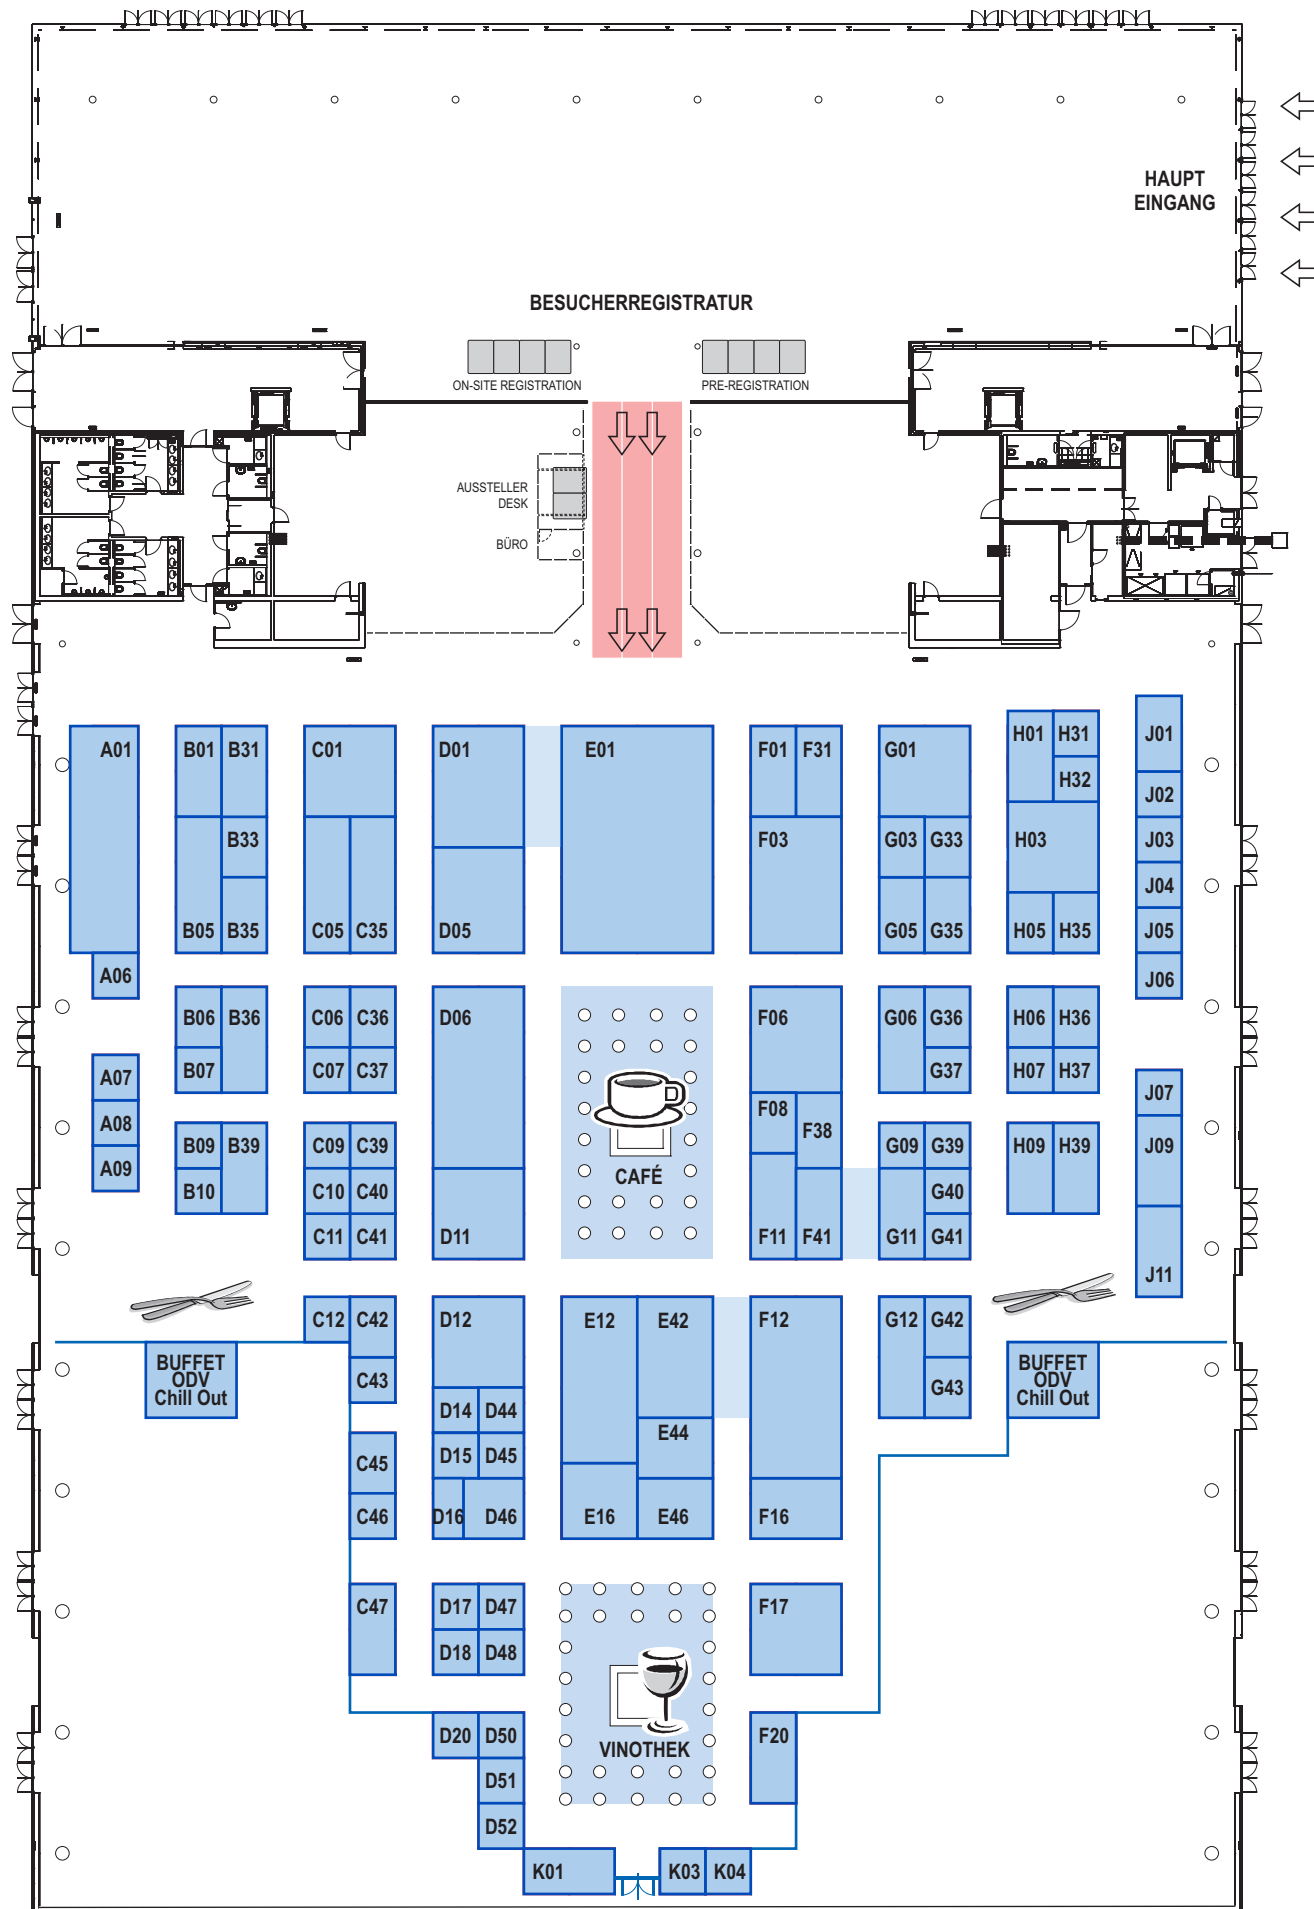 HAUPT
EINGANG
BESUCHERREGISTRATUR
ON-SITE REGISTRATION
PRE-REGISTRATION
AUSSTELLER
DESK
BÜRO
A01
B01
B31
C01
D01
E01
F01
F31
G01
H01
H31
J01
H32
J02
B33
F03
G03
G33
H03
J03
J04
B05
B35
C05
C35
D05
G05
G35
H05
H35
J05
A06
J06
B06
B36
C06
C36
D06
F06
G06
G36
H06
H36
A07
B07
C07
C37
G37
H07
H37
J07
A08
F08
F38
B09
B39
C09
C39
G09
G39
H09
H39
J09
A09
B10
C10
C40
CAFÉ
G40
C11
C41
D11
F11
F41
G11
G41
J11
C12
C42
D12
E12
E42
F12
G12
G42
BUFFET
ODV
Chill Out
C43
G43
BUFFET
ODV
Chill Out
D14
D44
E44
C45
D15
D45
C46
D16
D46
E16
E46
F16
C47
D17
D47
F17
D18
D48
D20
D50
VINOTHEK
F20
D51
D52
K01
K03
K04